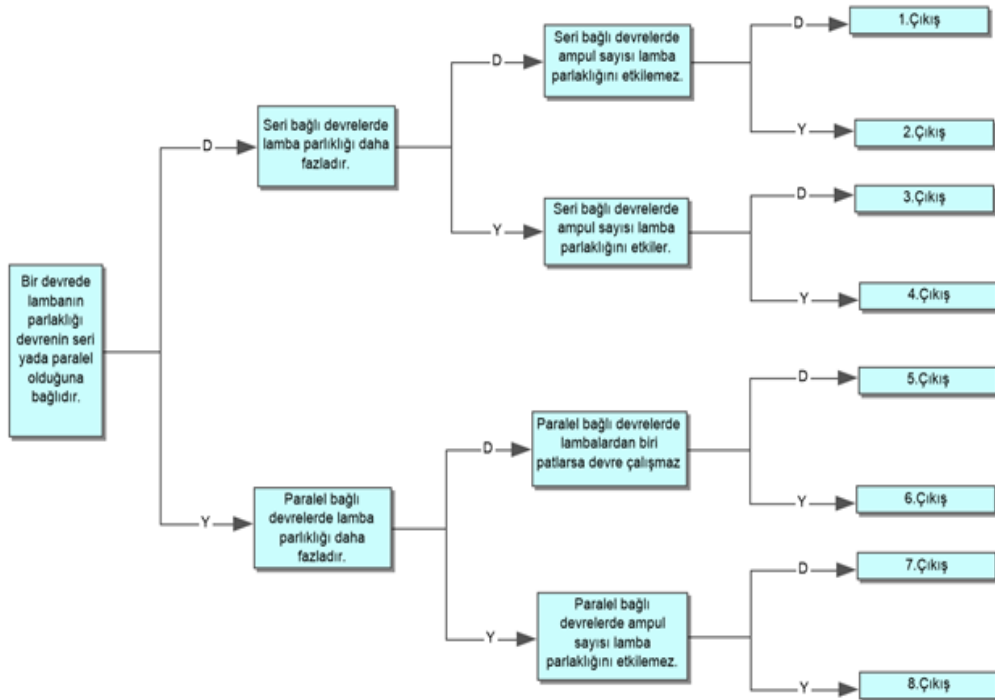 Bir devrede
lambanın
parlaklığı
devrenin seri
yada paralel
olduğuna
bağlıdır.
D
Y
Seri bağlı devrelerde
lamba parlıklığı daha
fazladır.
D
Y
Seri bağlı devrelerde
ampul sayısı lamba
parlaklığını etkilemez.
D
1.Çıkış
Y
2.Çıkış
Seri bağlı devrelerde
ampul sayısı lamba
parlaklığını etkiler.
D
3.Çıkış
Y
4.Çıkış
Paralel bağlı
devrelerde lamba
parlıklığı daha
fazladır.
D
Y
Paralel bağlı devrelerde
lambalardan biri
patlarsa devre çalışmaz
D
5.Çıkış
Y
6.Çıkış
Paralel bağlı
devrelerde ampul
sayısı lamba
parlaklığını etkilemez.
D
7.Çıkış
Y
8.Çıkış